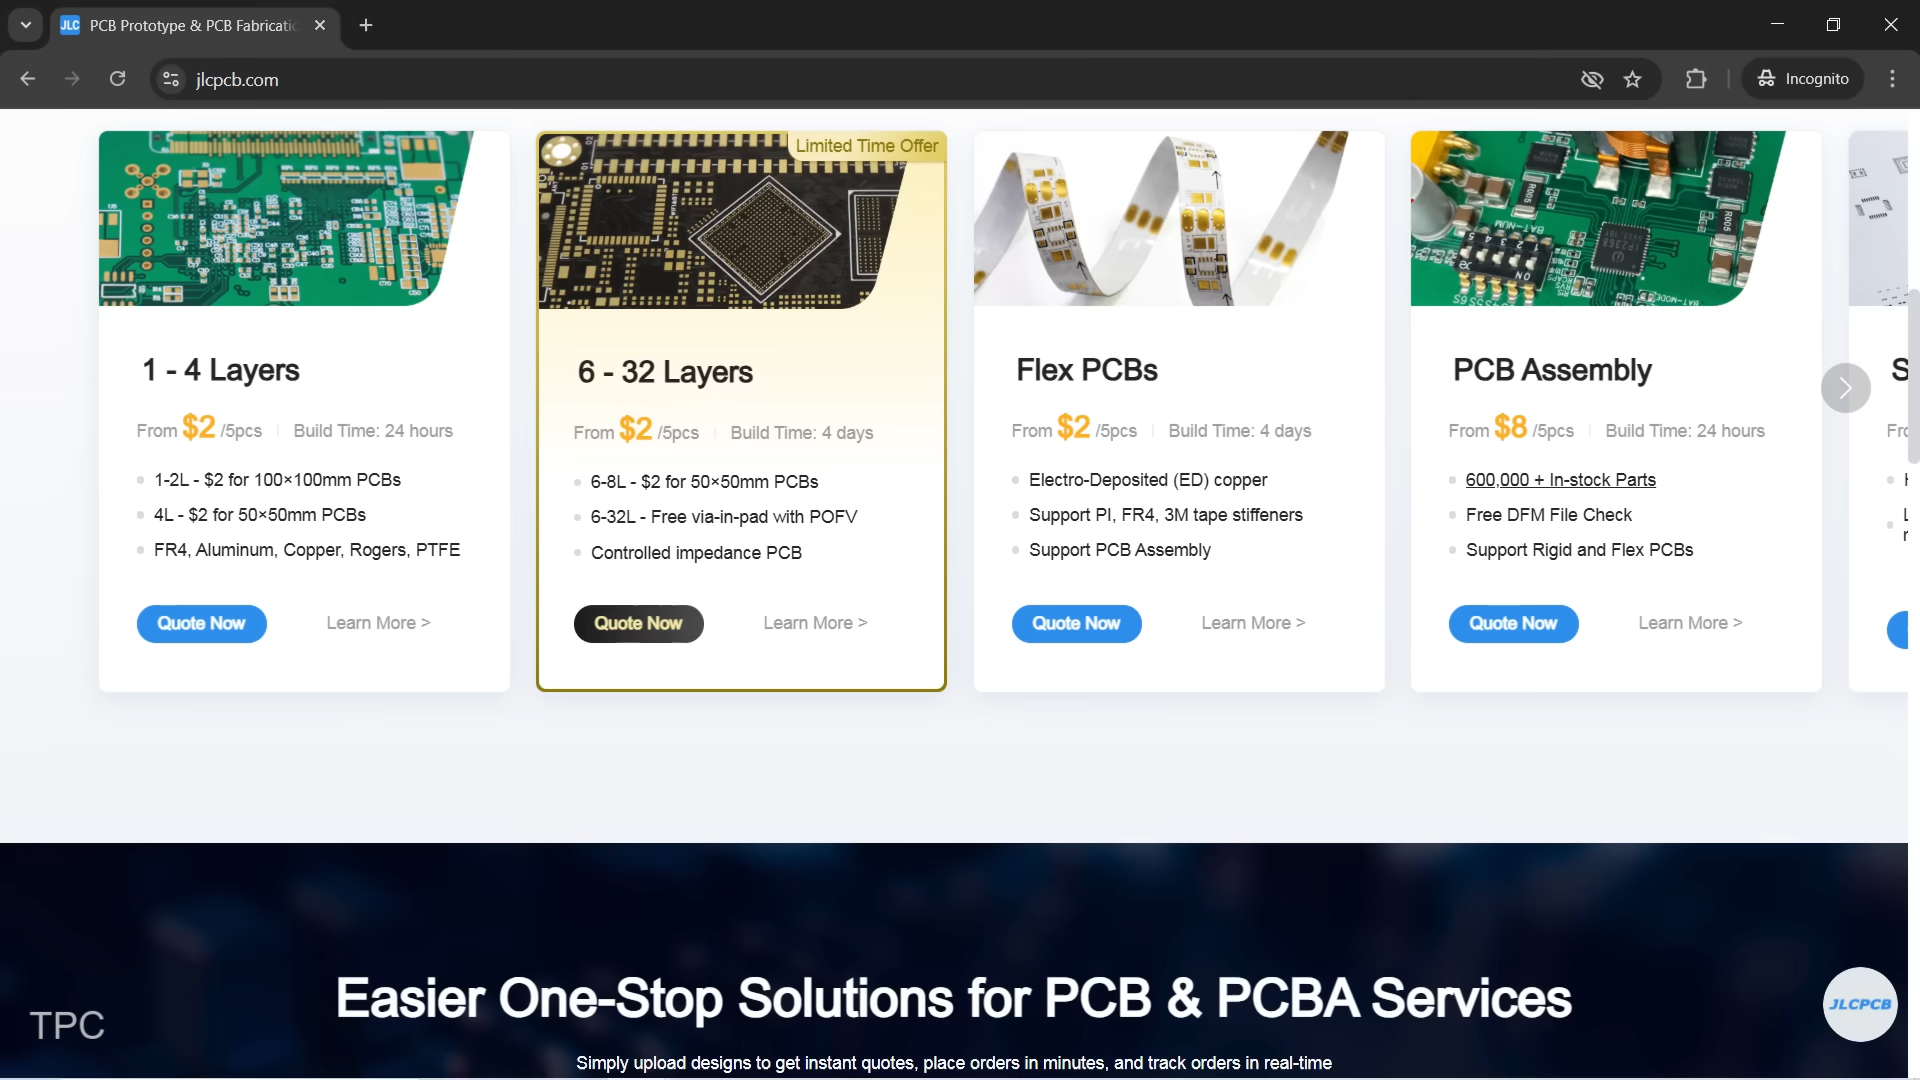 JLC PCB Prototype & PCB Fabricatic
jlcpcb.com
Incognito
Limited Time Offer
1 - 4 Layers
From $2 /5pcs
Build Time: 24 hours
1-2L - $2 for 100×100mm PCBs
4L - $2 for 50×50mm PCBs
FR4, Aluminum, Copper, Rogers, PTFE
Quote Now
Learn More >
6 - 32 Layers
From $2 /5pcs
Build Time: 4 days
6-8L - $2 for 50×50mm PCBs
6-32L - Free via-in-pad with POFV
Controlled impedance PCB
Quote Now
Learn More >
Flex PCBs
From $2 /5pcs
Build Time: 4 days
Electro-Deposited (ED) copper
Support PI, FR4, 3M tape stiffeners
Support PCB Assembly
Quote Now
Learn More >
PCB Assembly
From $8 /5pcs
Build Time: 24 hours
600,000 + In-stock Parts
Free DFM File Check
Support Rigid and Flex PCBs
Quote Now
Learn More >
Easier One-Stop Solutions for PCB & PCBA Services
Simply upload designs to get instant quotes, place orders in minutes, and track orders in real-time
TPC
JLCPCB